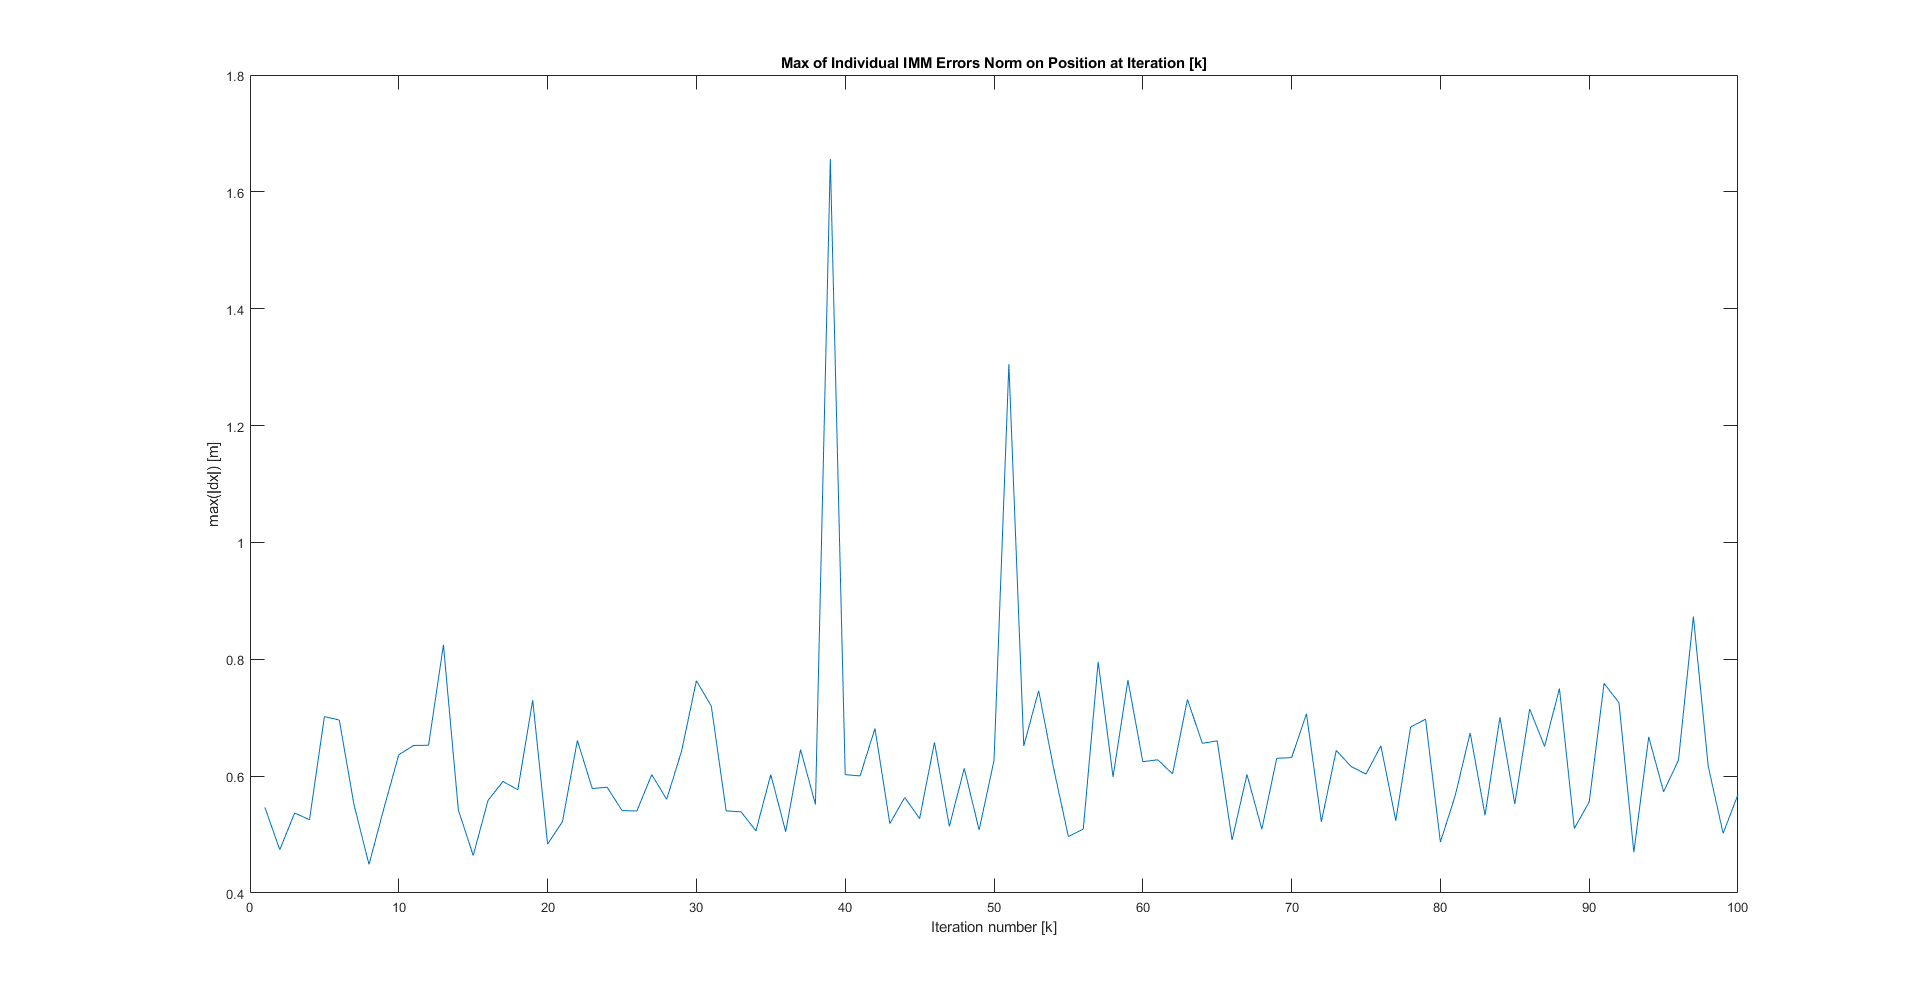 Max of Individual IMM Errors Norm on Position at Iteration [k]
max(|dx|) [m]
1.8
1.6
1.4
1.2
1
0.8
0.6
0.4
0 10 20 30 40 50 60 70 80 90 100
Iteration number [k]